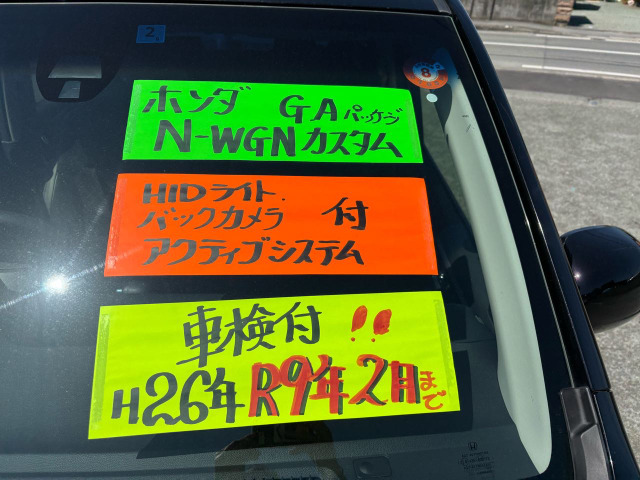 2
8
ホンダ GAパッケージ
N-WGNカスタム
HIDライト.
バックカメラ 付
アクティブシステム
車検付!!
H26年 R9年2月まで